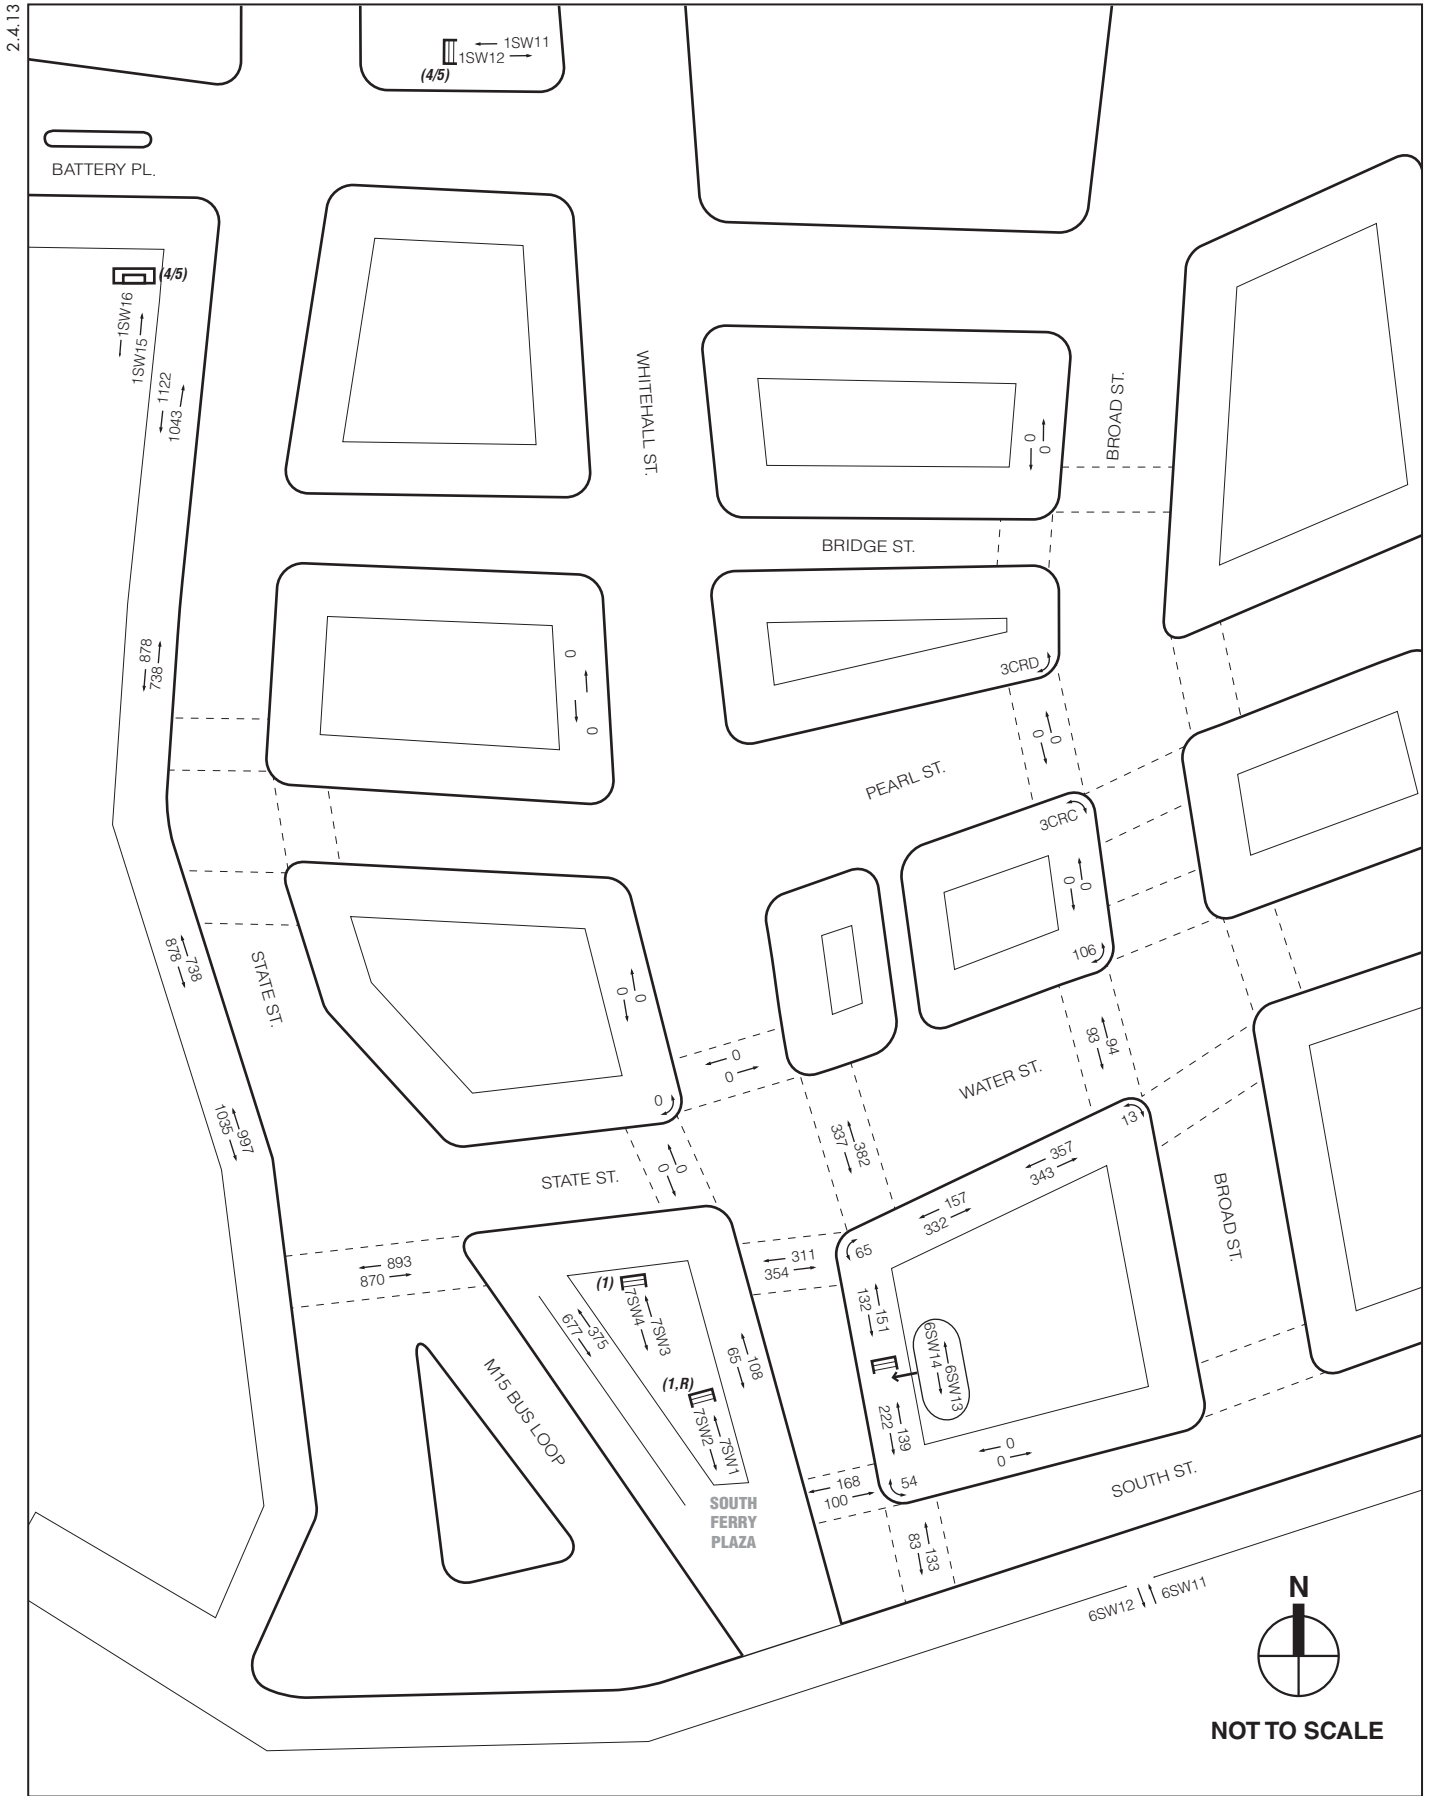 2.4.13
1SW11
1SW12
(4/5)
BATTERY PL.
(4/5)
1SW16
1SW15
1122
1043
WHITEHALL ST.
BROAD ST.
0
0
BRIDGE ST.
878
738
0
0
3CRD
0
0
PEARL ST.
3CRC
0
0
106
738
878
STATE ST.
0
0
0
0
0
94
93
WATER ST.
997
1035
382
337
13
STATE ST.
0
0
357
343
157
332
BROAD ST.
893
870
311
354
65
(1)
7SW4
7SW3
375
677
108
65
151
132
6SW14
6SW13
M15 BUS LOOP
(1,R)
7SW2
7SW1
139
222
0
0
168
100
54
SOUTH ST.
SOUTH
FERRY
PLAZA
133
83
6SW12
6SW11
N
NOT TO SCALE